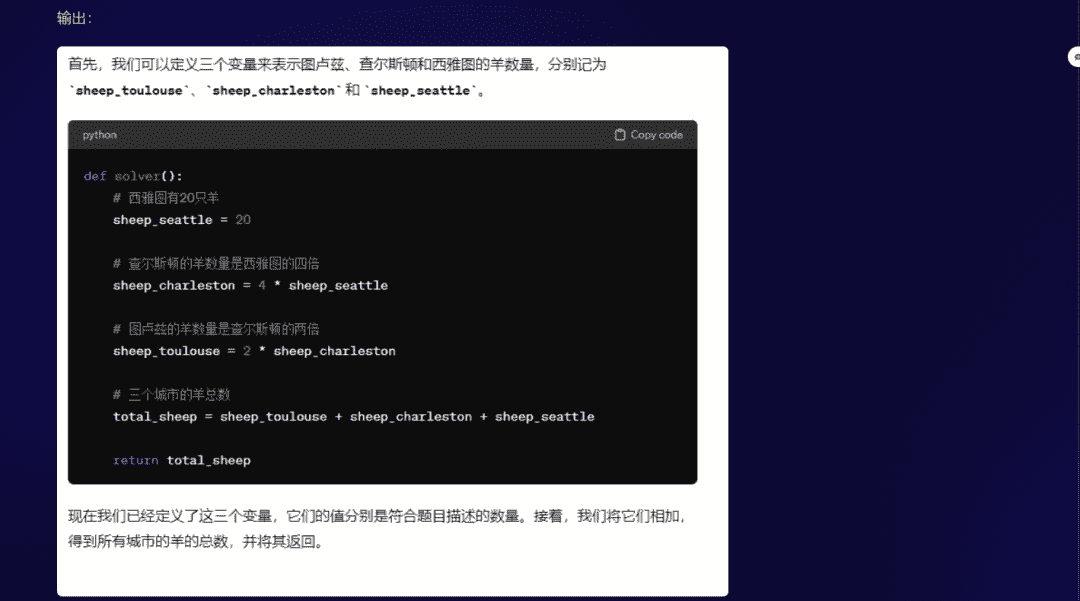 输出：
首先，我们可以定义三个变量来表示图卢兹、查尔斯顿和西雅图的羊数量，分别记为
`sheep_toulouse`、`sheep_charleston` 和 `sheep_seattle`。
python
Copy code
def solver():
# 西雅图有20只羊
sheep_seattle = 20
# 查尔斯顿的羊数量是西雅图的四倍
sheep_charleston = 4 * sheep_seattle
# 图卢兹的羊数量是查尔斯顿的两倍
sheep_toulouse = 2 * sheep_charleston
# 三个城市的羊总数
total_sheep = sheep_toulouse + sheep_charleston + sheep_seattle
return total_sheep
现在我们已经定义了这三个变量，它们的值分别是符合题目描述的数量。接着，我们将它们相加，
得到所有城市的羊的总数，并将其返回。